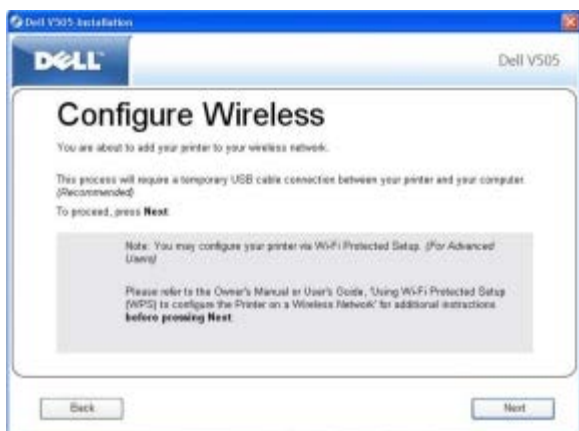 Dell V505 Installation
DELL
Dell V505
Configure Wireless
You are about to add your printer to your wireless network.
This process will require a temporary USB cable connection between your printer and your computer
(Recommended)
To proceed, press Next
Note: You may configure your printer via Wi-Fi Protected Setup. (For Advanced
Users)
Please refer to the Owner's Manual or User's Guide, 'Using Wi-Fi Protected Setup
(WPS) to configure the Printer on a Wireless Network' for additional instructions
before pressing Next.
Back
Next